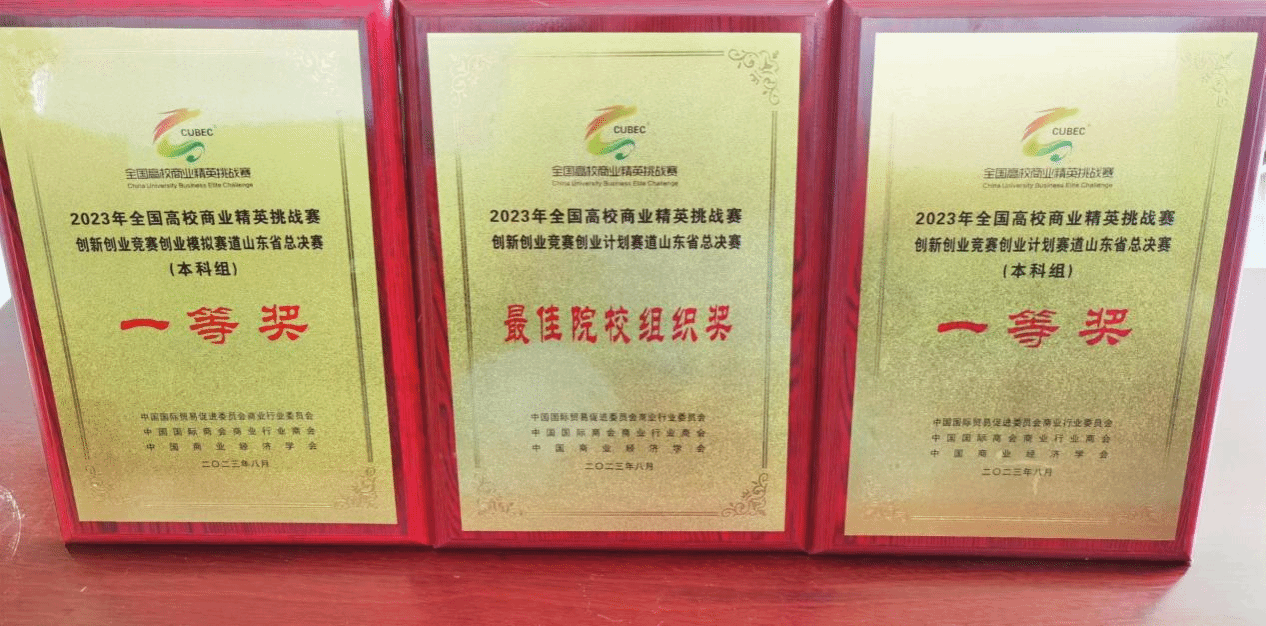 CUBEC
全国高校商业精英挑战赛
China University Business Elite Challenge
2023年全国高校商业精英挑战赛
创新创业竞赛创业模拟赛道山东省总决赛
(本科组)
一等奖
中国国际贸易促进委员会商业行业委员会
中国国际商会商业行业商会
中国商业经济学会
二〇二三年八月
CUBEC
全国高校商业精英挑战赛
China University Business Elite Challenge
2023年全国高校商业精英挑战赛
创新创业竞赛创业计划赛道山东省总决赛
最佳院校组织奖
中国国际贸易促进委员会商业行业委员会
中国国际商会商业行业商会
中国商业经济学会
二〇二三年八月
CUBEC
全国高校商业精英挑战赛
China University Business Elite Challenge
2023年全国高校商业精英挑战赛
创新创业竞赛创业计划赛道山东省总决赛
(本科组)
一等奖
中国国际贸易促进委员会商业行业委员会
中国国际商会商业行业商会
中国商业经济学会
二〇二三年八月